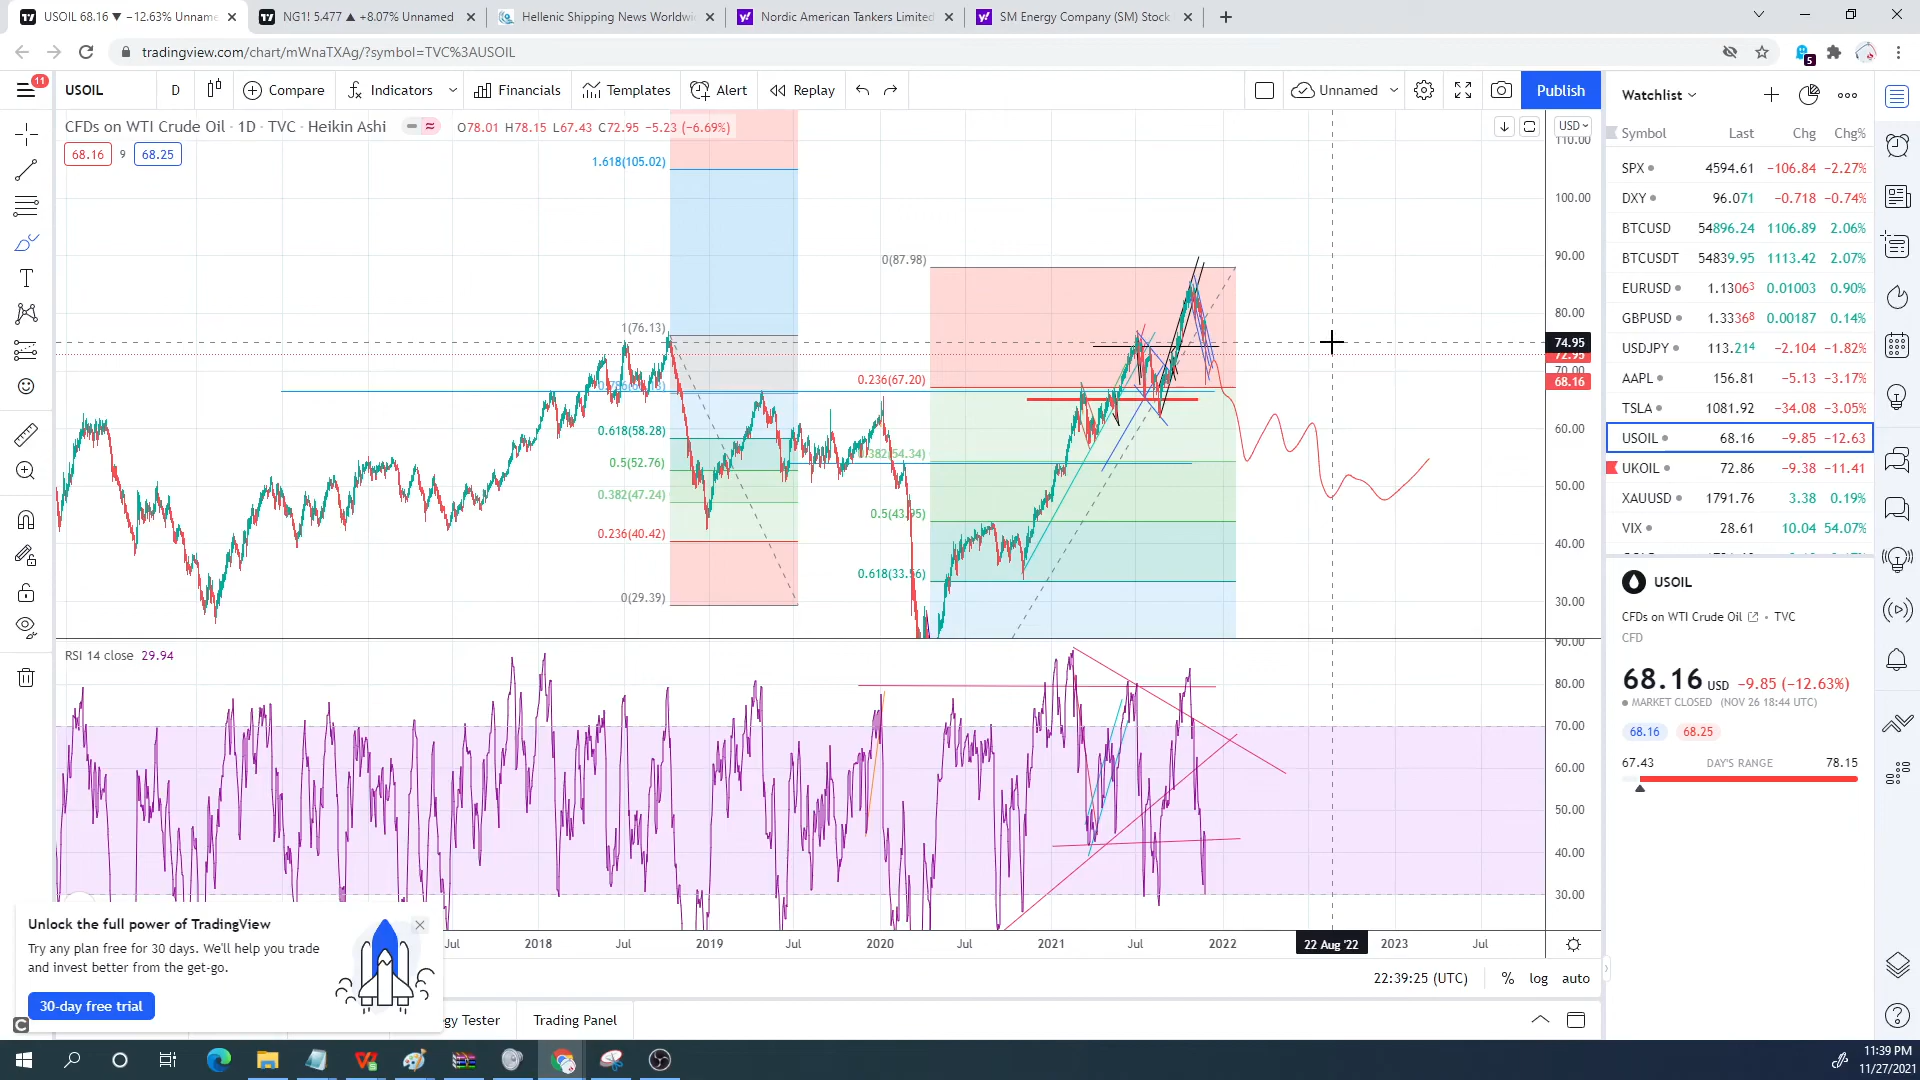 USOIL 68.16 ▼ −12.63% Unname
NG1! 5.477 ▲ +8.07% Unnamed
Hellenic Shipping News Worldwi
Nordic American Tankers Limited
SM Energy Company (SM) Stock
tradingview.com/chart/mWnaTXAg/?symbol=TVC%3AUSOIL
5
11
USOIL
D
Compare
Indicators
Financials
Templates
Alert
Replay
Unnamed
Publish
CFDs on WTI Crude Oil · 1D · TVC · Heikin Ashi
O78.01 H78.15 L67.43 C72.95 −5.23 (−6.69%)
68.16
9
68.25
USD
110.00
100.00
90.00
80.00
74.95
72.95
70.00
68.16
60.00
50.00
40.00
30.00
1.618(105.02)
1(76.13)
0.618(58.28)
0.5(52.76)
0.382(47.24)
0.236(40.42)
0(29.39)
0(87.98)
0.236(67.20)
0.382(54.34)
0.5(43.95)
0.618(33.56)
RSI 14 close 29.94
90.00
80.00
70.00
60.00
50.00
40.00
30.00
Jul
2018
Jul
2019
Jul
2020
Jul
2021
Jul
2022
22 Aug '22
2023
Jul
22:39:25 (UTC)
%
log
auto
Unlock the full power of TradingView
Try any plan free for 30 days. We'll help you trade
and invest better from the get-go.
30-day free trial
gy Tester
Trading Panel
Watchlist
Symbol Last Chg Chg%
SPX 4594.61 −106.84 −2.27%
DXY 96.071 −0.718 −0.74%
BTCUSD 54896.24 1106.89 2.06%
BTCUSDT 54839.95 1113.42 2.07%
EURUSD 1.13063 0.01003 0.90%
GBPUSD 1.33368 0.00187 0.14%
USDJPY 113.214 −2.104 −1.82%
AAPL 156.81 −5.13 −3.17%
TSLA 1081.92 −34.08 −3.05%
USOIL 68.16 −9.85 −12.63
UKOIL 72.86 −9.38 −11.41
XAUUSD 1791.76 3.38 0.19%
VIX 28.61 10.04 54.07%
USOIL
CFDs on WTI Crude Oil • TVC
CFD
68.16 USD −9.85 (−12.63%)
MARKET CLOSED (NOV 26 18:44 UTC)
68.16
68.25
67.43 DAY'S RANGE 78.15
11:39 PM
11/27/2021